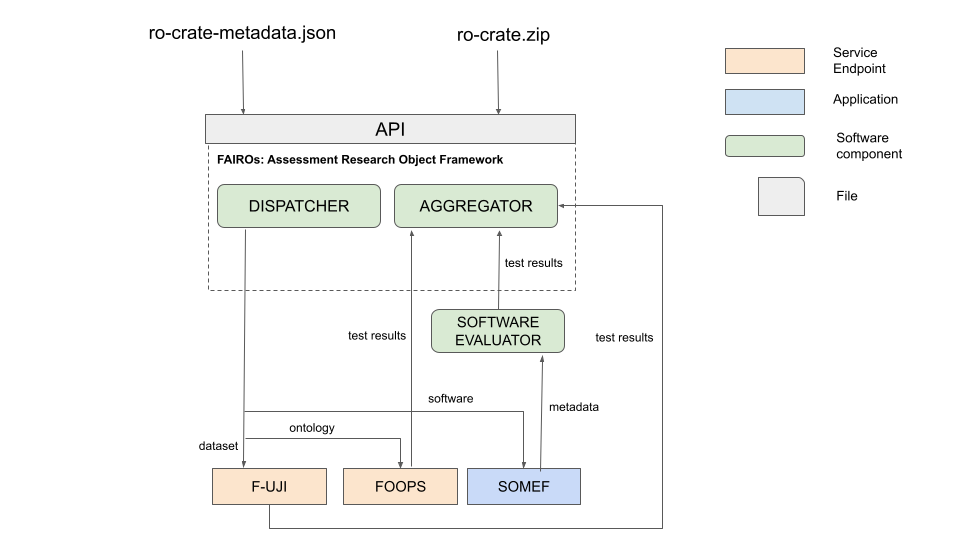 ro-crate-metadata.json
ro-crate.zip
API
FAIROs: Assessment Research Object Framework
DISPATCHER
AGGREGATOR
test results
SOFTWARE
EVALUATOR
test results
test results
software
metadata
ontology
dataset
F-UJI
FOOPS
SOMEF
Service
Endpoint
Application
Software
component
File